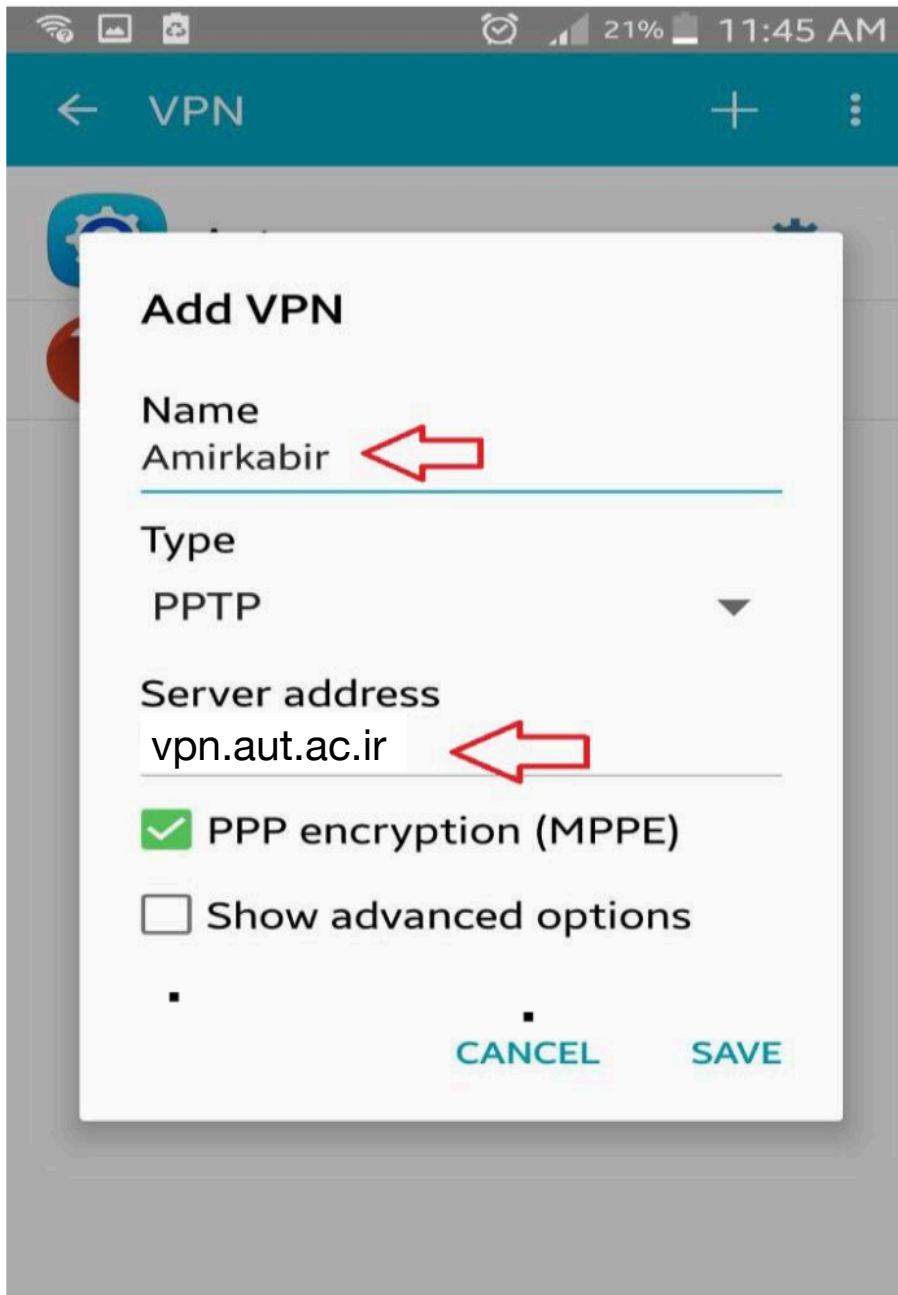 21% 11:45 AM
VPN
Add VPN
Name
Amirkabir
Type
PPTP
Server address
vpn.aut.ac.ir
PPP encryption (MPPE)
Show advanced options
CANCEL SAVE